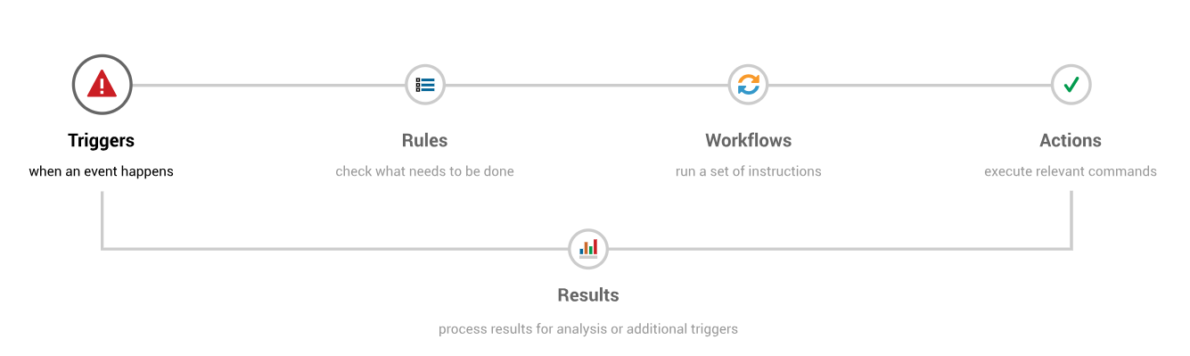 Triggers
when an event happens
Rules
check what needs to be done
Workflows
run a set of instructions
Actions
execute relevant commands
Results
process results for analysis or additional triggers